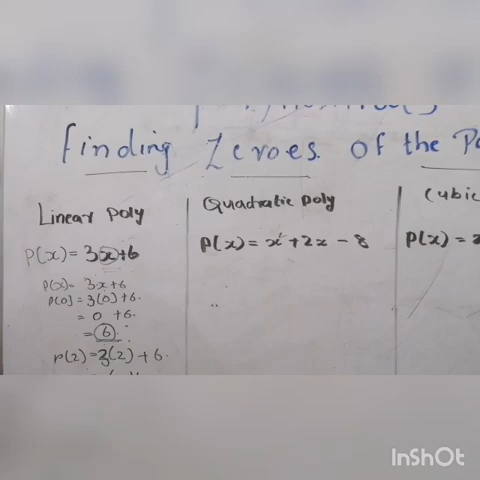 Finding Zeroes. Of the
Linear Poly
P(x) = 3x+6
P(x)= 3x+6
P(0)= 3(0)+6.
= 0 +6.
= 6.
P(2) = 3(2) + 6.
Quadratic Poly
P(x) = x²+2x - 8
Cubic
P(x) =
InShOt